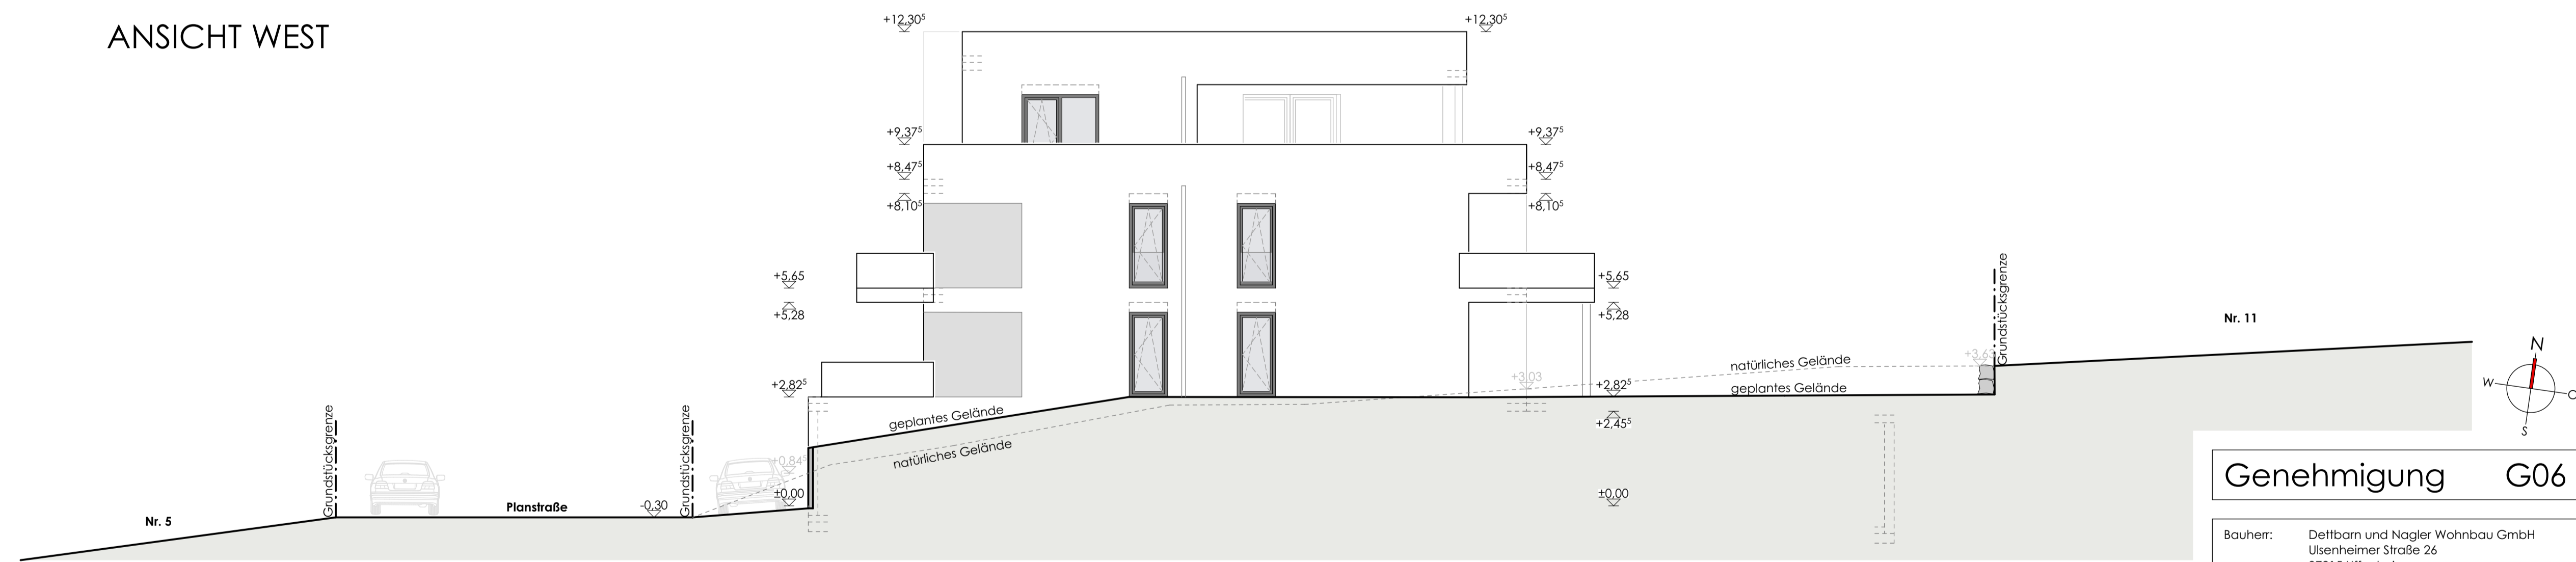 ANSICHT WEST
+12,30⁵
+12,30⁵
+9,37⁵
+9,37⁵
+8,47⁵
+8,47⁵
+8,10⁵
+8,10⁵
+5,65
+5,65
+5,28
+5,28
Grundstücksgrenze
Nr. 11
natürliches Gelände
+3,63
+3,03
+2,82⁵
+2,82⁵
geplantes Gelände
+2,45⁵
N
W
O
S
geplantes Gelände
natürliches Gelände
Grundstücksgrenze
Grundstücksgrenze
+0,84⁵
±0,00
±0,00
-0,30
Planstraße
Nr. 5
Genehmigung G06
Bauherr: Dettbarn und Nagler Wohnbau GmbH
Ulsenheimer Straße 26